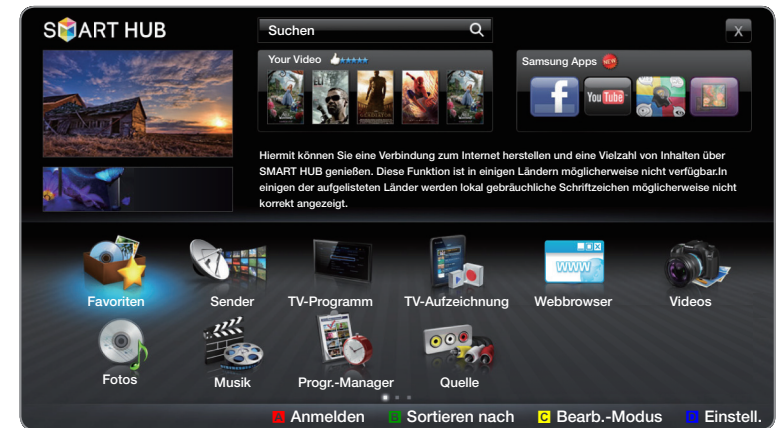 SMART HUB
Suchen
X
Your Video
Samsung Apps NEW
You Tube
Hiermit können Sie eine Verbindung zum Internet herstellen und eine Vielzahl von Inhalten über
SMART HUB genießen. Diese Funktion ist in einigen Ländern möglicherweise nicht verfügbar.In
einigen der aufgelisteten Länder werden lokal gebräuchliche Schriftzeichen möglicherweise nicht
korrekt angezeigt.
WWW
Favoriten Sender TV-Programm TV-Aufzeichnung Webbrowser Videos
Fotos Musik Progr.-Manager Quelle
A Anmelden B Sortieren nach C Bearb.-Modus D Einstell.